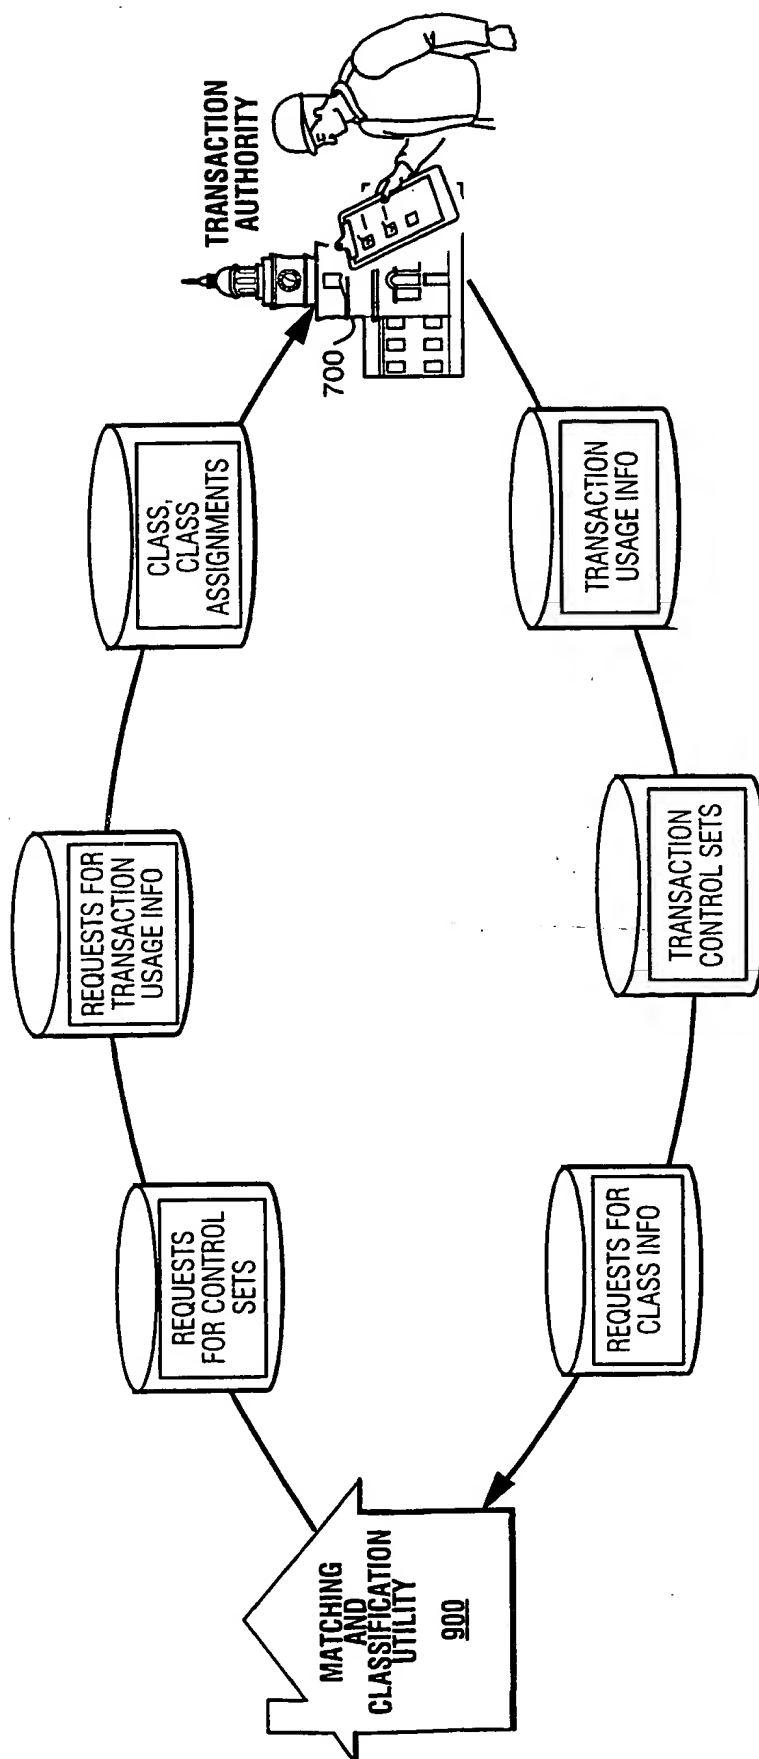 TRANSACTION
AUTHORITY
700
CLASS,
CLASS
ASSIGNMENTS
REQUESTS FOR
TRANSACTION
USAGE INFO
REQUESTS
FOR CONTROL
SETS
MATCHING
AND
CLASSIFICATION
UTILITY
900
REQUESTS FOR
CLASS INFO
TRANSACTION
CONTROL SETS
TRANSACTION
USAGE INFO